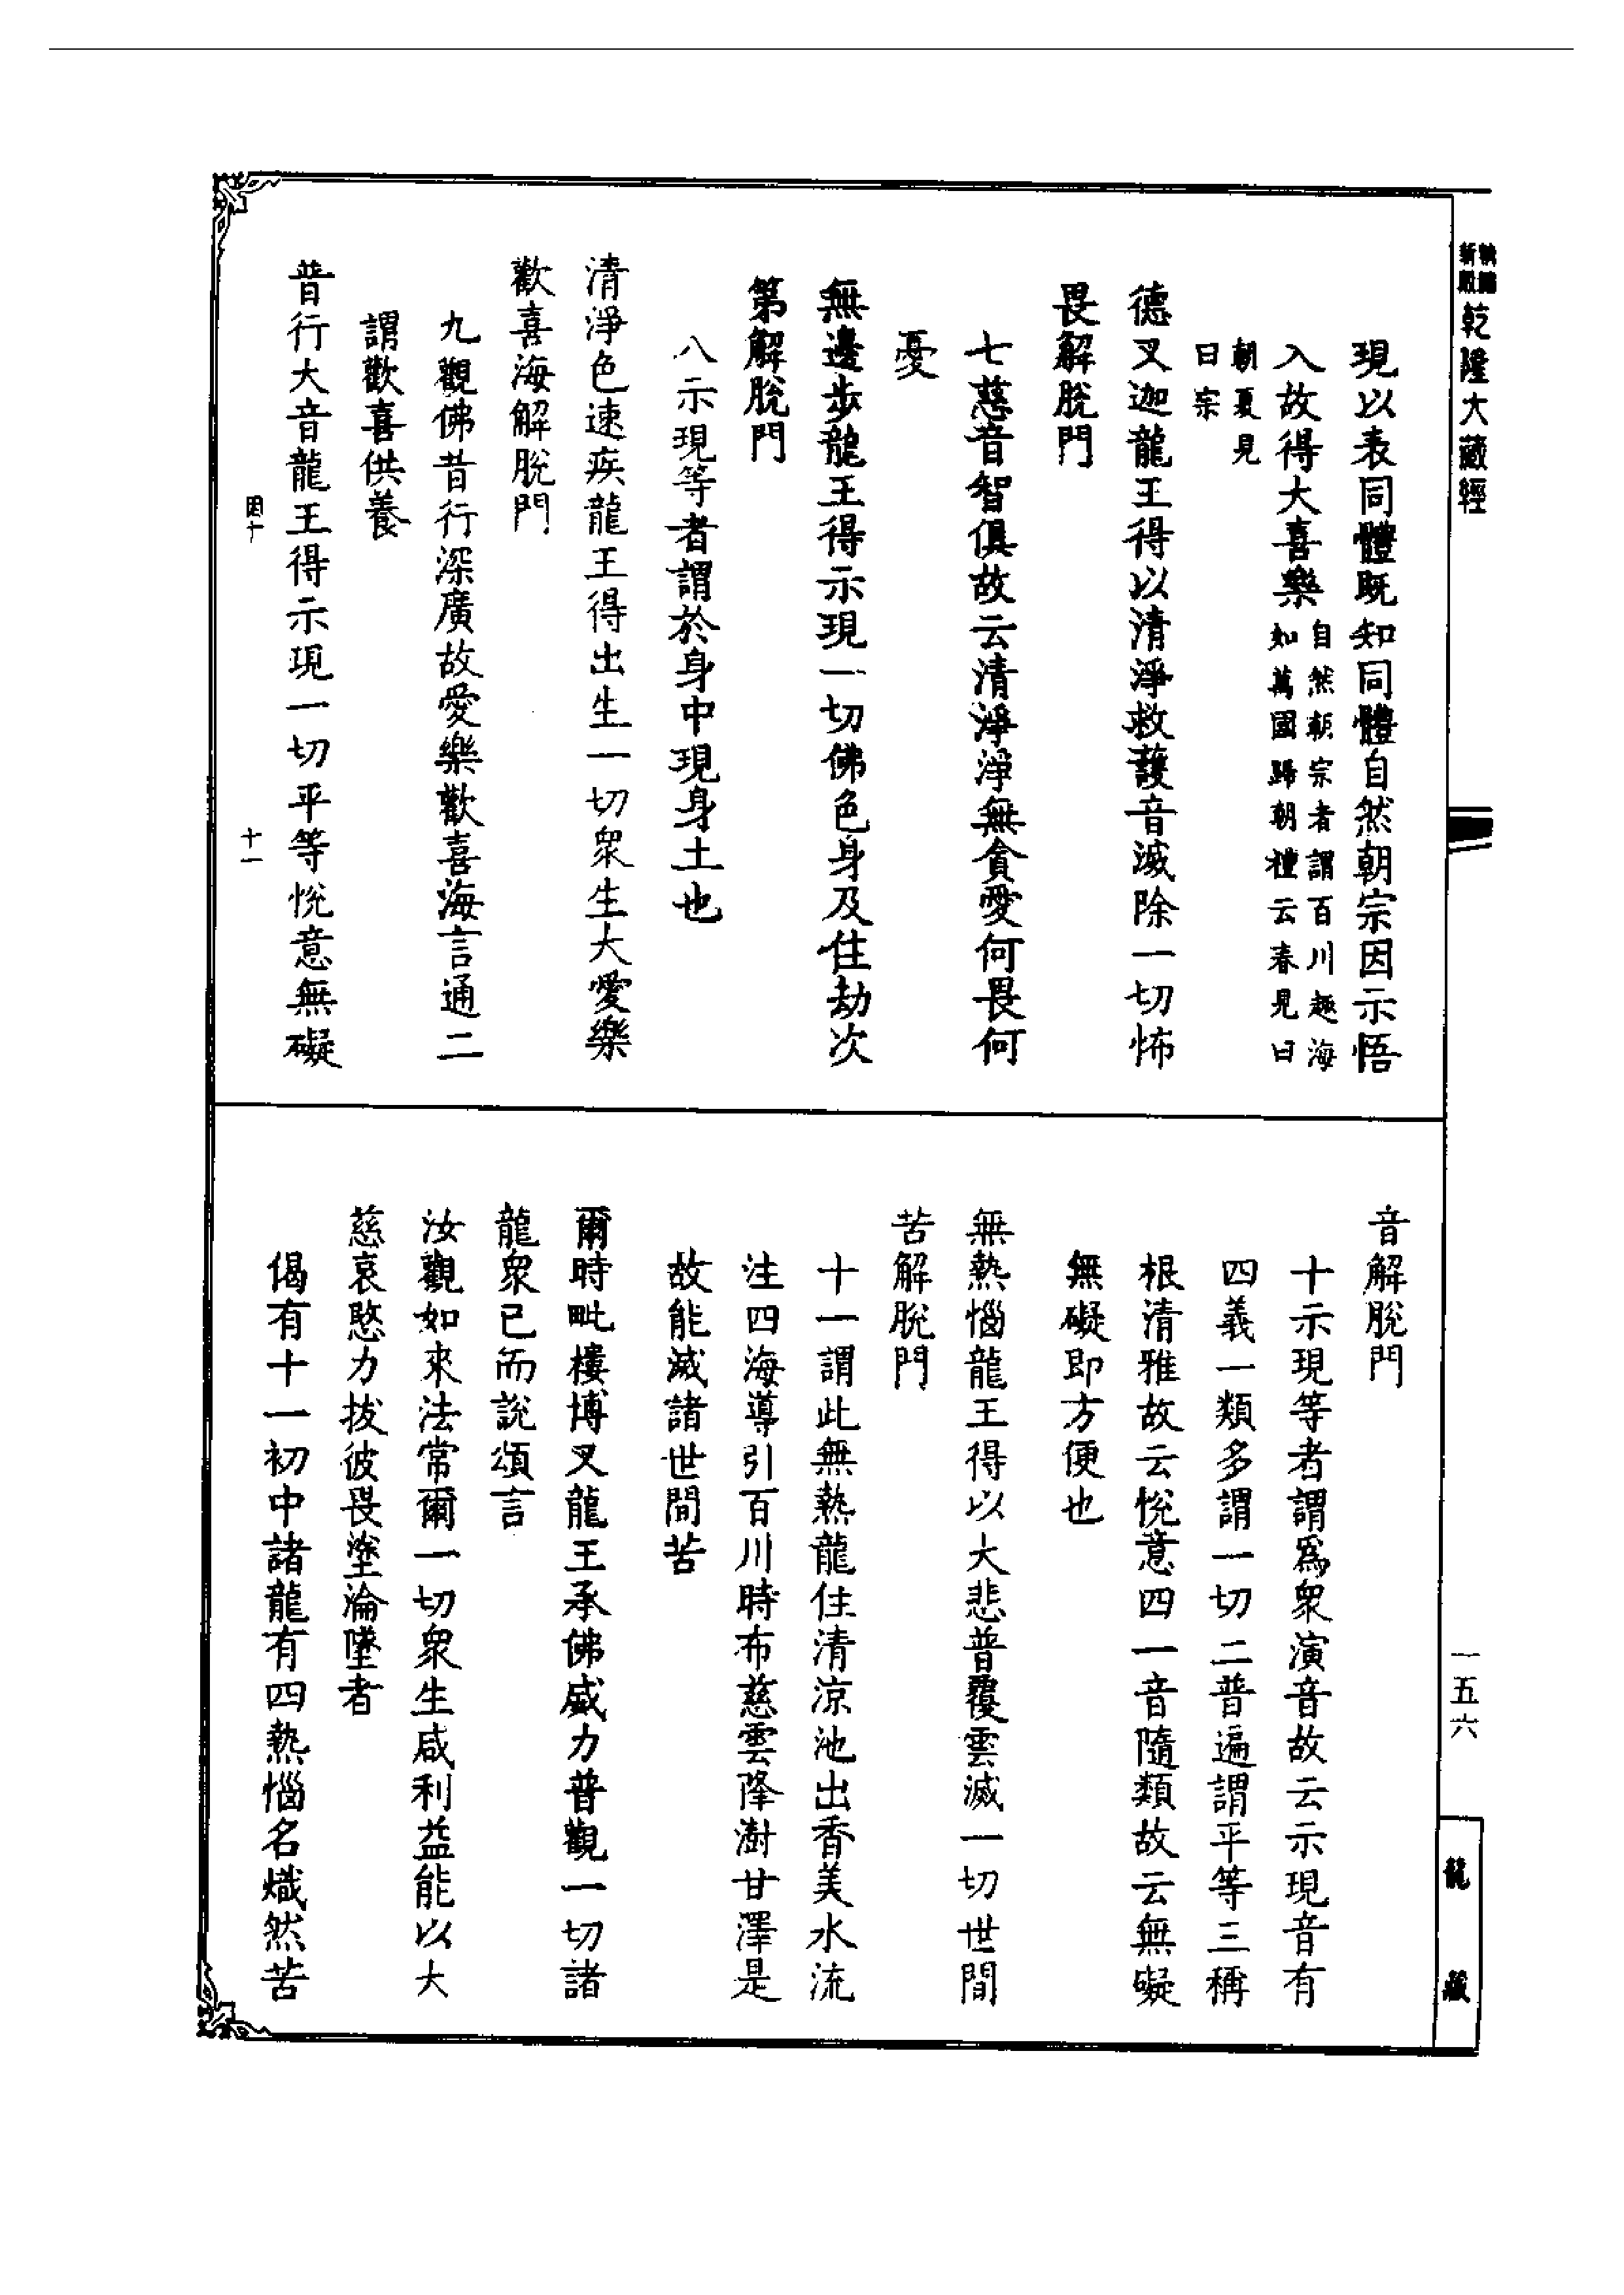 乾隆大藏經
現以表同體既知同體自然朝宗因示悟
入故得大喜樂自然朝宗者謂百川趣海
如萬國歸朝禮云春見曰
朝夏見
曰宗
德叉迦龍王得以清淨救護音滅除一切怖
畏解脫門
七慈音智俱故云清淨淨無貪愛何畏何
憂
無邊步龍王得示現一切佛色身及住劫次
第解脫門
八示現等者謂於身中現身土也
清淨色速疾龍王得出生一切衆生大愛樂
歡喜海解脫門
九觀佛昔行深廣故愛樂歡喜海言通二
謂歡喜供養
普行大音龍王得示現一切平等悅意無礙
十一
音解脫門
十示現等者謂爲衆演音故云示現音有
四義一類多謂一切二普遍謂平等三稱
根清雅故云悅意四一音隨類故云無礙
無礙即方便也
無熱惱龍王得以大悲普覆雲滅一切世間
苦解脫門
十一謂此無熱龍住清涼池出香美水流
注四海導引百川時布慈雲降澍甘澤是
故能滅諸世間苦
爾時毗樓博叉龍王承佛威力普觀一切諸
龍衆已而說頌言
汝觀如來法常爾一切衆生咸利益能以大
慈哀愍力拔彼畏塗淪墜者
偈有十一初中諸龍有四熱惱名熾然苦
一五六
龍藏